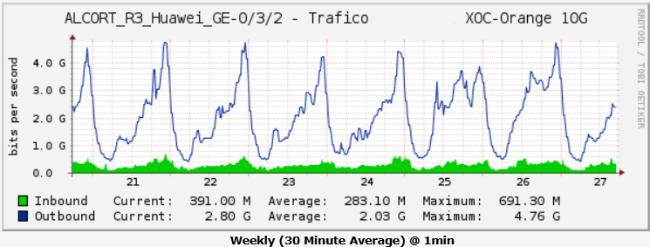 ALCORT_R3_Huawei_GE-0/3/2 - Trafico XOC-Orange 10G
RRDTOOL / TOBI OETIKER
bits per second
4.0 G
3.0 G
2.0 G
1.0 G
0.0
21 22 23 24 25 26 27
Inbound Current: 391.00 M Average: 283.10 M Maximum: 691.30 M
Outbound Current: 2.80 G Average: 2.03 G Maximum: 4.76 G
Weekly (30 Minute Average) @ 1min